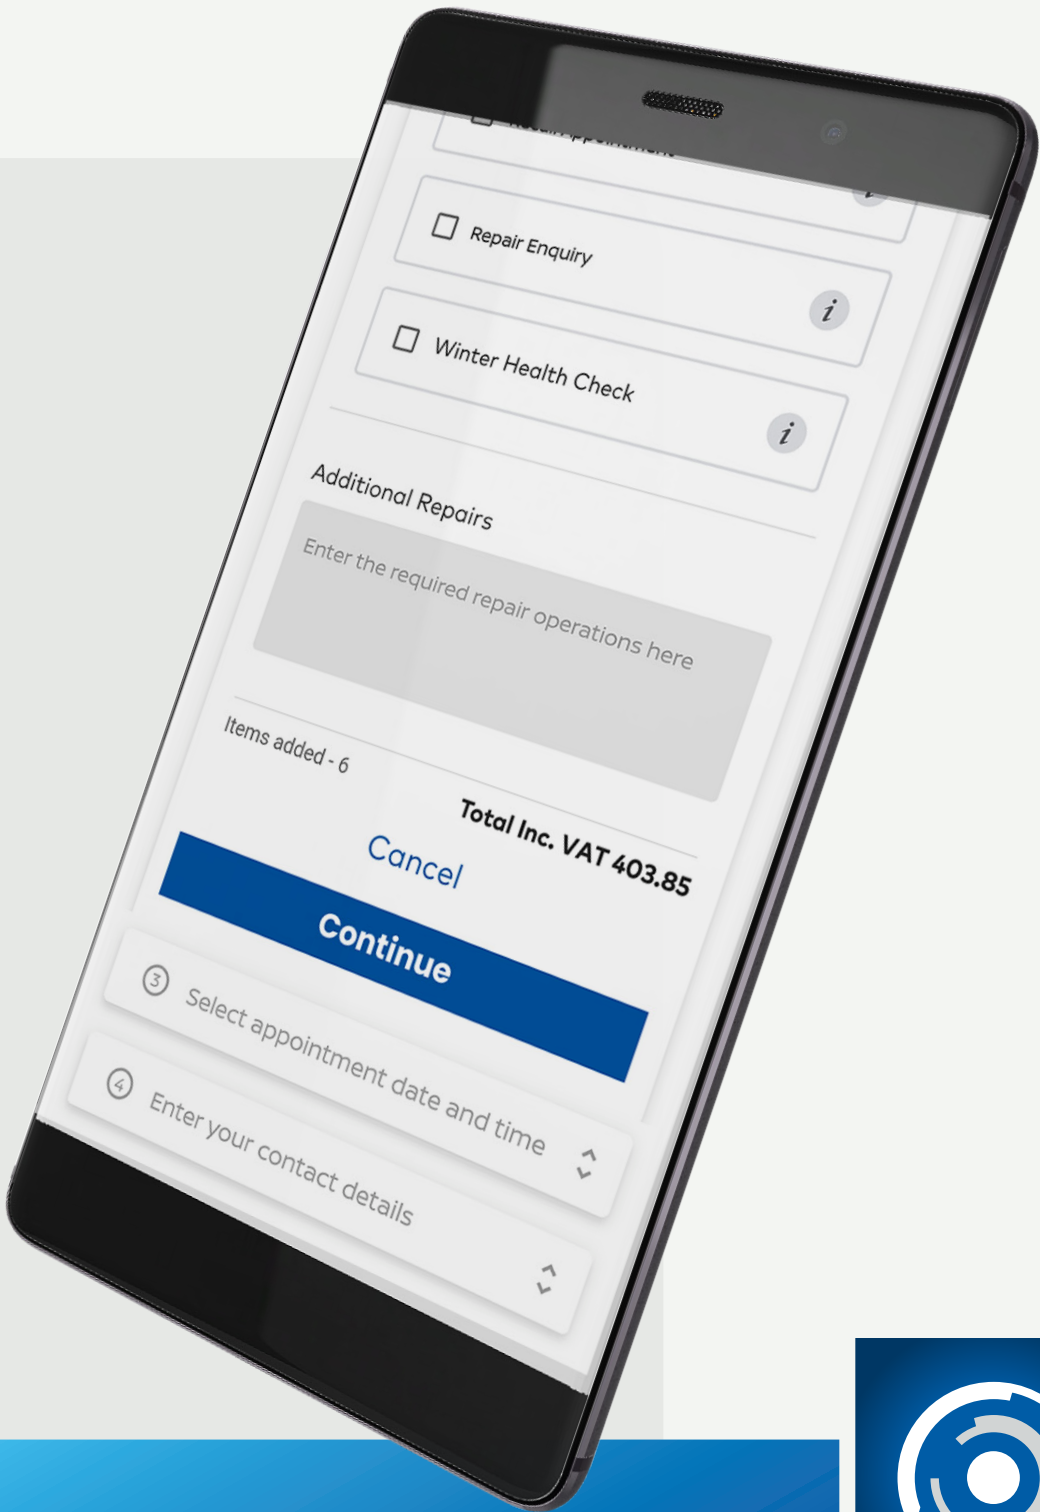 Appointment
Repair Enquiry
i
Winter Health Check
i
Additional Repairs
Enter the required repair operations here
Items added - 6
Total Inc. VAT 403.85
Cancel
Continue
3 Select appointment date and time
4 Enter your contact details